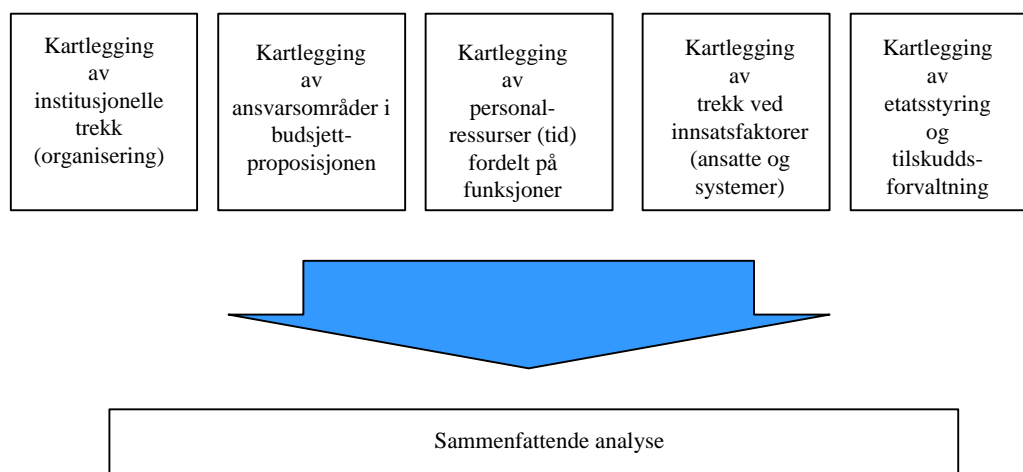 Kartlegging
av
institusjonelle
trekk
(organisering)
Kartlegging
av
ansvarsområder i
budsjett-
proposisjonen
Kartlegging
av
personal-
ressurser (tid)
fordelt på
funksjoner
Kartlegging
av
trekk ved
innsatsfaktorer
(ansatte og
systemer)
Kartlegging
av
etatsstyring
og
tilskudds-
forvaltning
Sammenfattende analyse